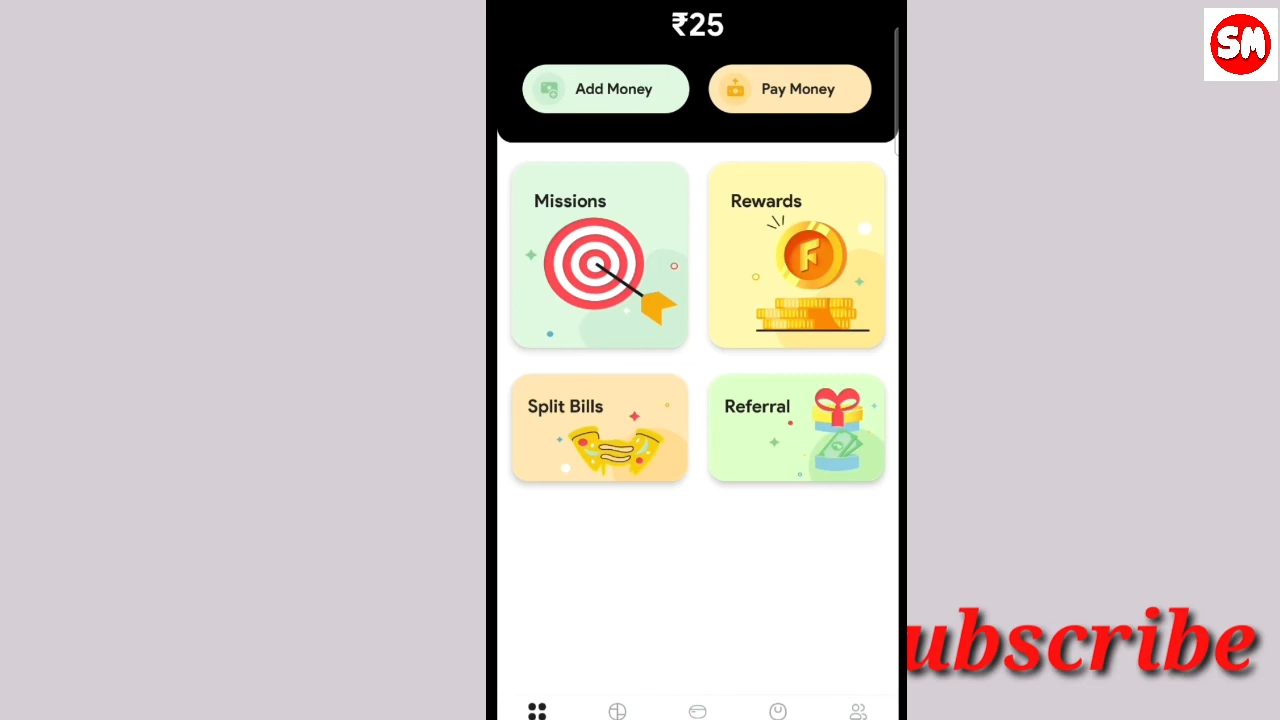 ₹25
SM
Add Money
Pay Money
Missions
Rewards
F
Split Bills
Referral
ubscribe